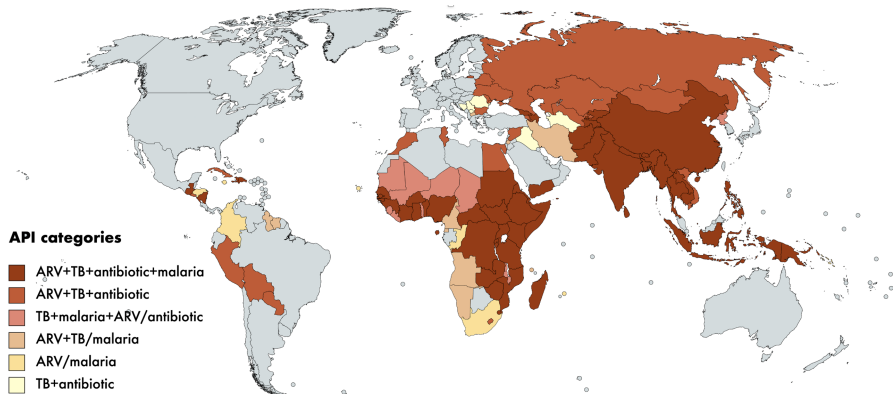 API categories
ARV+TB+antibiotic+malaria
ARV+TB+antibiotic
TB+malaria+ARV/antibiotic
ARV+TB/malaria
ARV/malaria
TB+antibiotic